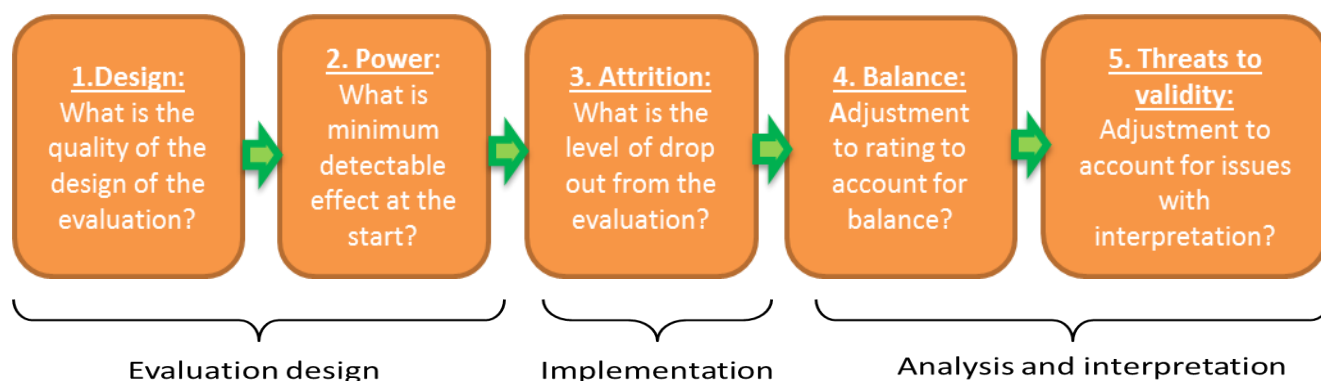 1.Design:
What is the
quality of the
design of the
evaluation?
2. Power:
What is
minimum
detectable
effect at the
start?
3. Attrition:
What is the
level of drop
out from the
evaluation?
4. Balance:
Adjustment
to rating to
account for
balance?
5. Threats to
validity:
Adjustment to
account for issues
with
interpretation?
Evaluation design
Implementation
Analysis and interpretation